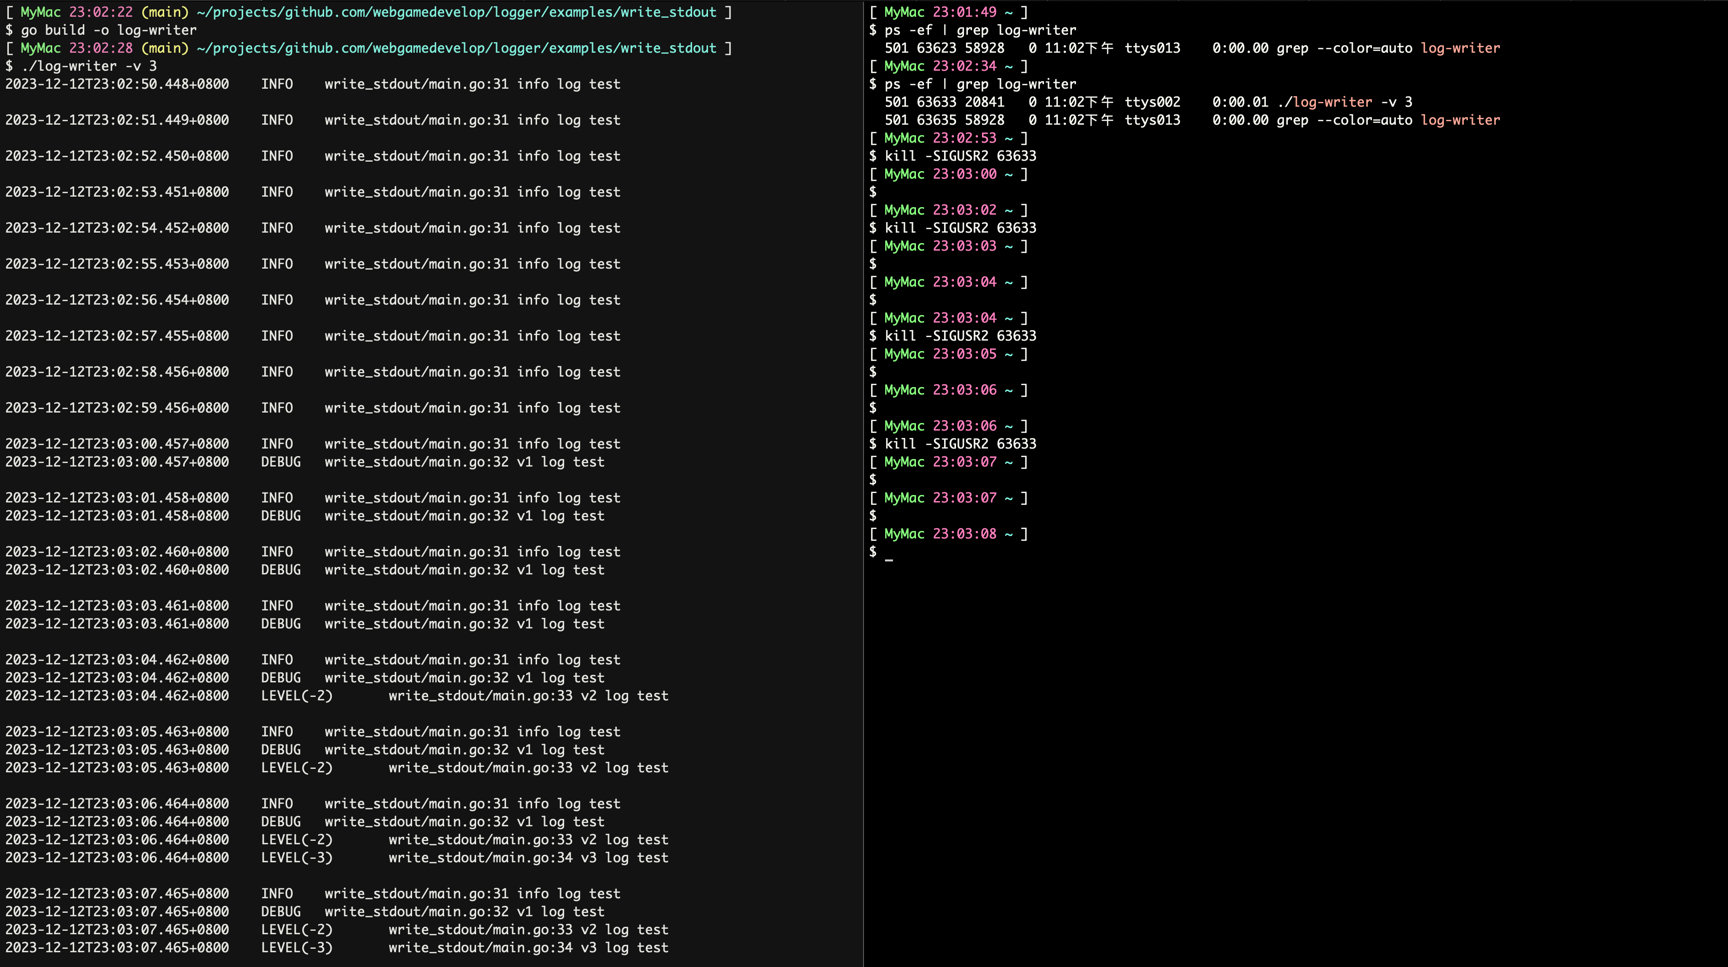 [ MyMac 23:02:22 (main) ~/projects/github.com/webgamedevelop/logger/examples/write_stdout ]
$ go build -o log-writer
[ MyMac 23:02:28 (main) ~/projects/github.com/webgamedevelop/logger/examples/write_stdout ]
$ ./log-writer -v 3
2023-12-12T23:02:50.448+0800    INFO    write_stdout/main.go:31 info log test
2023-12-12T23:02:51.449+0800    INFO    write_stdout/main.go:31 info log test
2023-12-12T23:02:52.450+0800    INFO    write_stdout/main.go:31 info log test
2023-12-12T23:02:53.451+0800    INFO    write_stdout/main.go:31 info log test
2023-12-12T23:02:54.452+0800    INFO    write_stdout/main.go:31 info log test
2023-12-12T23:02:55.453+0800    INFO    write_stdout/main.go:31 info log test
2023-12-12T23:02:56.454+0800    INFO    write_stdout/main.go:31 info log test
2023-12-12T23:02:57.455+0800    INFO    write_stdout/main.go:31 info log test
2023-12-12T23:02:58.456+0800    INFO    write_stdout/main.go:31 info log test
2023-12-12T23:02:59.456+0800    INFO    write_stdout/main.go:31 info log test
2023-12-12T23:03:00.457+0800    INFO    write_stdout/main.go:31 info log test
2023-12-12T23:03:00.457+0800    DEBUG   write_stdout/main.go:32 v1 log test
2023-12-12T23:03:01.458+0800    INFO    write_stdout/main.go:31 info log test
2023-12-12T23:03:01.458+0800    DEBUG   write_stdout/main.go:32 v1 log test
2023-12-12T23:03:02.460+0800    INFO    write_stdout/main.go:31 info log test
2023-12-12T23:03:02.460+0800    DEBUG   write_stdout/main.go:32 v1 log test
2023-12-12T23:03:03.461+0800    INFO    write_stdout/main.go:31 info log test
2023-12-12T23:03:03.461+0800    DEBUG   write_stdout/main.go:32 v1 log test
2023-12-12T23:03:04.462+0800    INFO    write_stdout/main.go:31 info log test
2023-12-12T23:03:04.462+0800    DEBUG   write_stdout/main.go:32 v1 log test
2023-12-12T23:03:04.462+0800    LEVEL(-2)       write_stdout/main.go:33 v2 log test
2023-12-12T23:03:05.463+0800    INFO    write_stdout/main.go:31 info log test
2023-12-12T23:03:05.463+0800    DEBUG   write_stdout/main.go:32 v1 log test
2023-12-12T23:03:05.463+0800    LEVEL(-2)       write_stdout/main.go:33 v2 log test
2023-12-12T23:03:06.464+0800    INFO    write_stdout/main.go:31 info log test
2023-12-12T23:03:06.464+0800    DEBUG   write_stdout/main.go:32 v1 log test
2023-12-12T23:03:06.464+0800    LEVEL(-2)       write_stdout/main.go:33 v2 log test
2023-12-12T23:03:06.464+0800    LEVEL(-3)       write_stdout/main.go:34 v3 log test
2023-12-12T23:03:07.465+0800    INFO    write_stdout/main.go:31 info log test
2023-12-12T23:03:07.465+0800    DEBUG   write_stdout/main.go:32 v1 log test
2023-12-12T23:03:07.465+0800    LEVEL(-2)       write_stdout/main.go:33 v2 log test
2023-12-12T23:03:07.465+0800    LEVEL(-3)       write_stdout/main.go:34 v3 log test
[ MyMac 23:01:49 ~ ]
$ ps -ef | grep log-writer
501 63623 58928   0 11:02下午 ttys013    0:00.00 grep --color=auto log-writer
[ MyMac 23:02:34 ~ ]
$ ps -ef | grep log-writer
501 63633 20841   0 11:02下午 ttys002    0:00.01 ./log-writer -v 3
501 63635 58928   0 11:02下午 ttys013    0:00.00 grep --color=auto log-writer
[ MyMac 23:02:53 ~ ]
$ kill -SIGUSR2 63633
[ MyMac 23:03:00 ~ ]
$
[ MyMac 23:03:02 ~ ]
$ kill -SIGUSR2 63633
[ MyMac 23:03:03 ~ ]
$
[ MyMac 23:03:04 ~ ]
$
[ MyMac 23:03:04 ~ ]
$ kill -SIGUSR2 63633
[ MyMac 23:03:05 ~ ]
$
[ MyMac 23:03:06 ~ ]
$
[ MyMac 23:03:06 ~ ]
$ kill -SIGUSR2 63633
[ MyMac 23:03:07 ~ ]
$
[ MyMac 23:03:07 ~ ]
$
[ MyMac 23:03:08 ~ ]
$ _